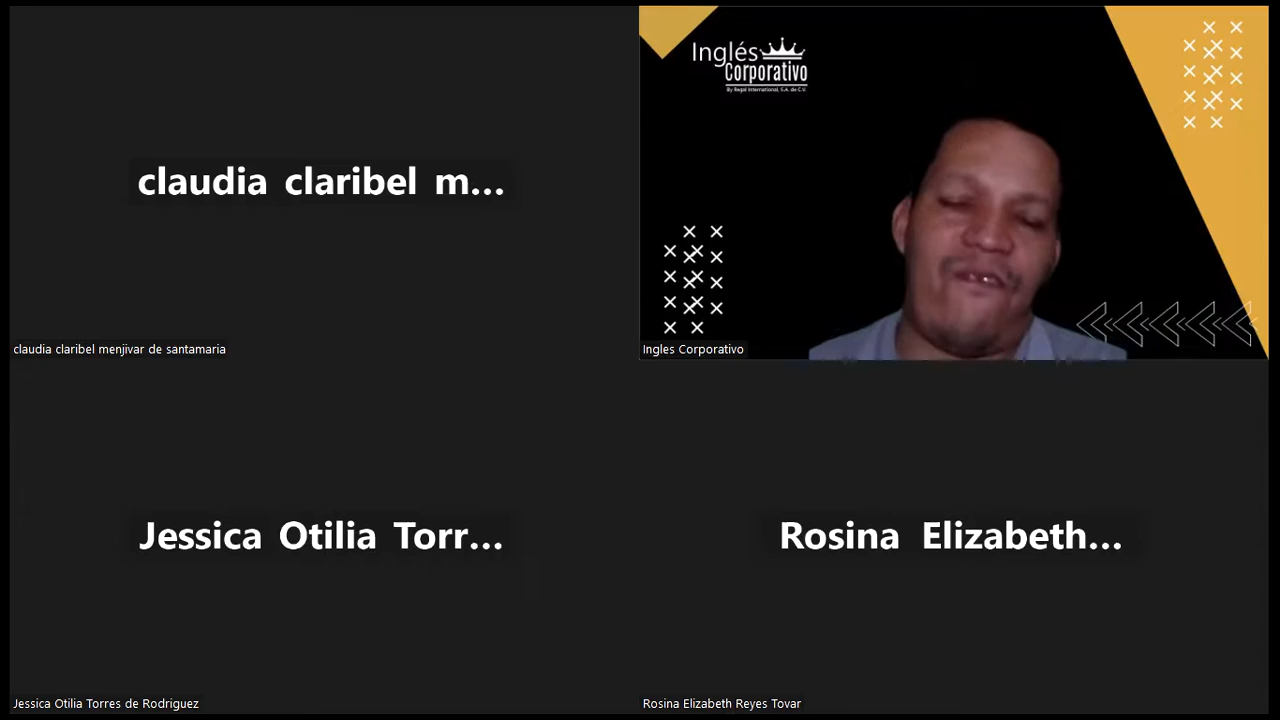 claudia claribel m...
claudia claribel menjivar de santamaria
Inglés
Corporativo
By Regal International, S.A. de C.V.
Ingles Corporativo
Jessica Otilia Torr...
Jessica Otilia Torres de Rodriguez
Rosina Elizabeth...
Rosina Elizabeth Reyes Tovar